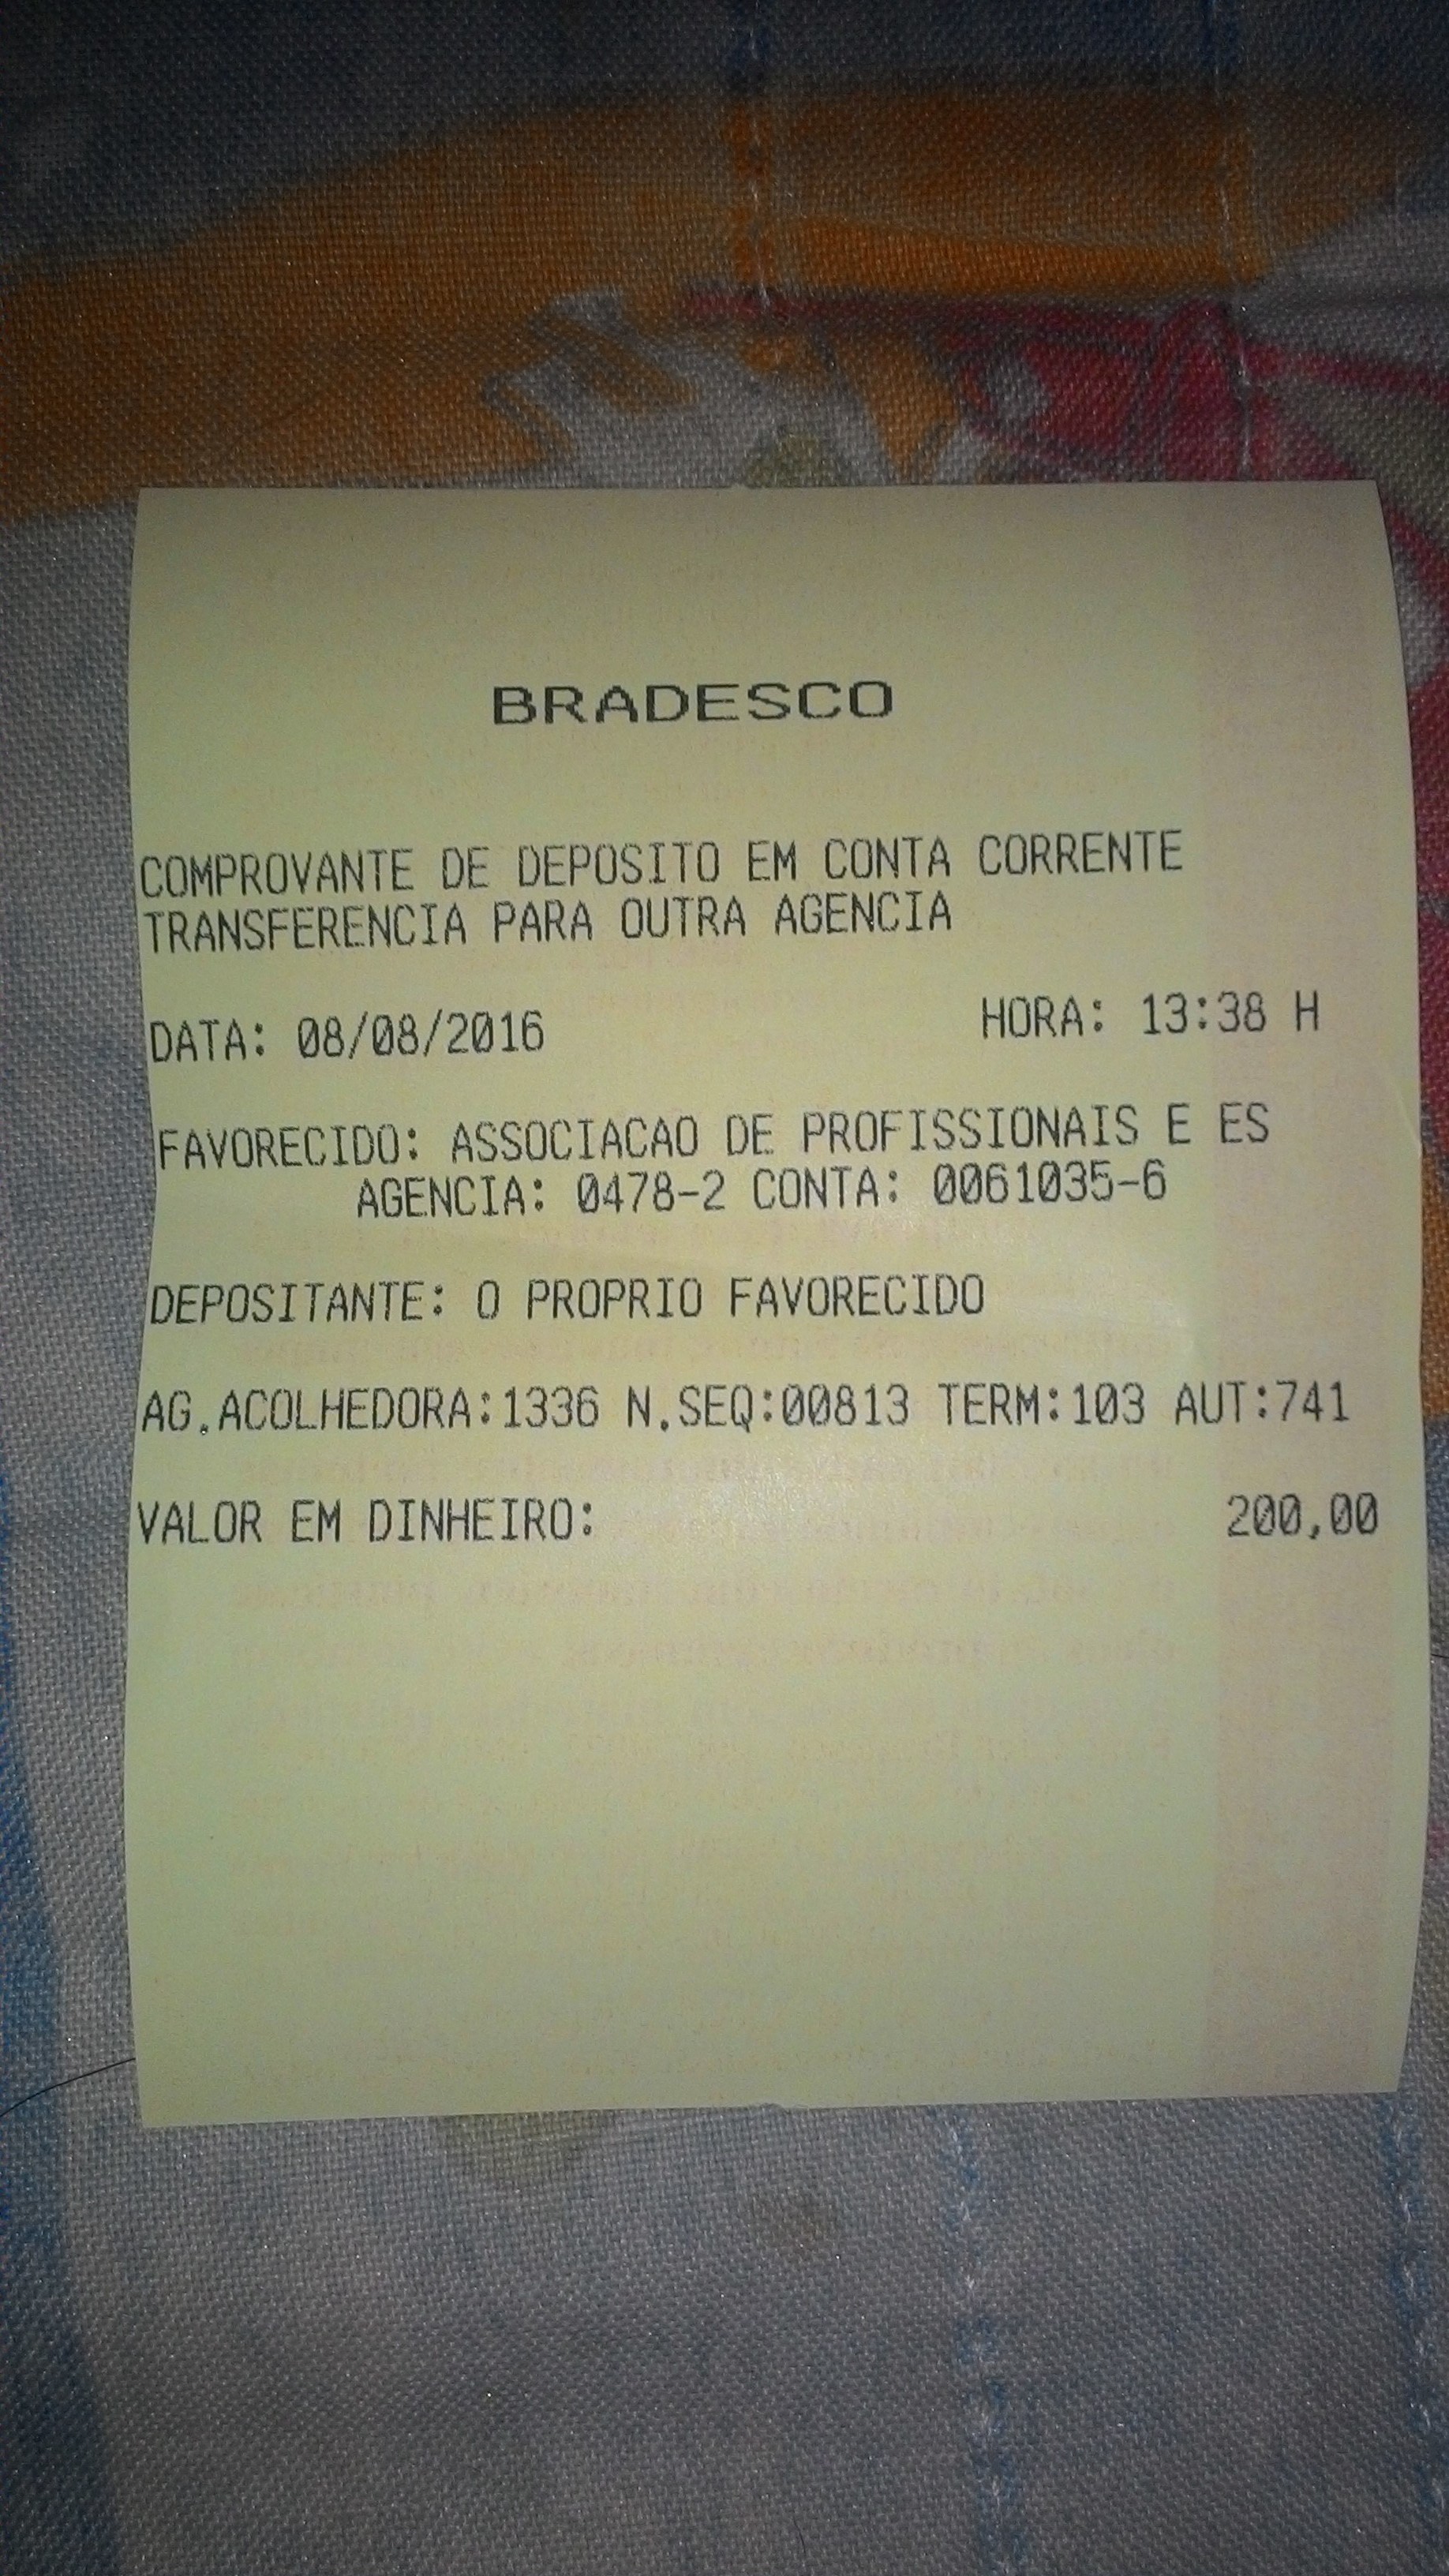 BRADESCO
COMPROVANTE DE DEPOSITO EM CONTA CORRENTE
TRANSFERENCIA PARA OUTRA AGENCIA
DATA: 08/08/2016 HORA: 13:38 H
FAVORECIDO: ASSOCIACAO DE PROFISSIONAIS E ES
AGENCIA: 0478-2 CONTA: 0061035-6
DEPOSITANTE: O PROPRIO FAVORECIDO
AG.ACOLHEDORA:1336 N.SEQ:00813 TERM:103 AUT:741
VALOR EM DINHEIRO: 200,00